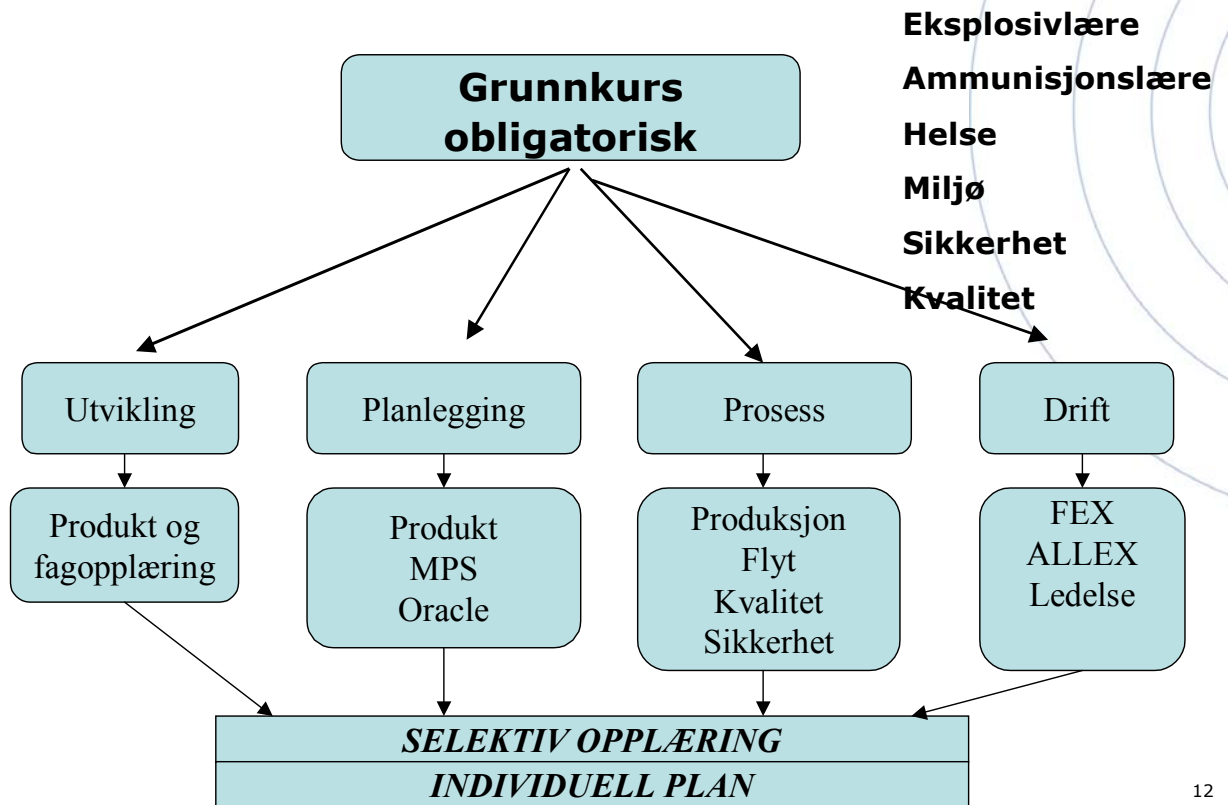 Grunnkurs
obligatorisk
Eksplosivlære
Ammunisjonslære
Helse
Miljø
Sikkerhet
Kvalitet
Utvikling
Planlegging
Prosess
Drift
Produkt og
fagopplæring
Produkt
MPS
Oracle
Produksjon
Flyt
Kvalitet
Sikkerhet
FEX
ALLEX
Ledelse
SELEKTIV OPPLÆRING
INDIVIDUELL PLAN
12